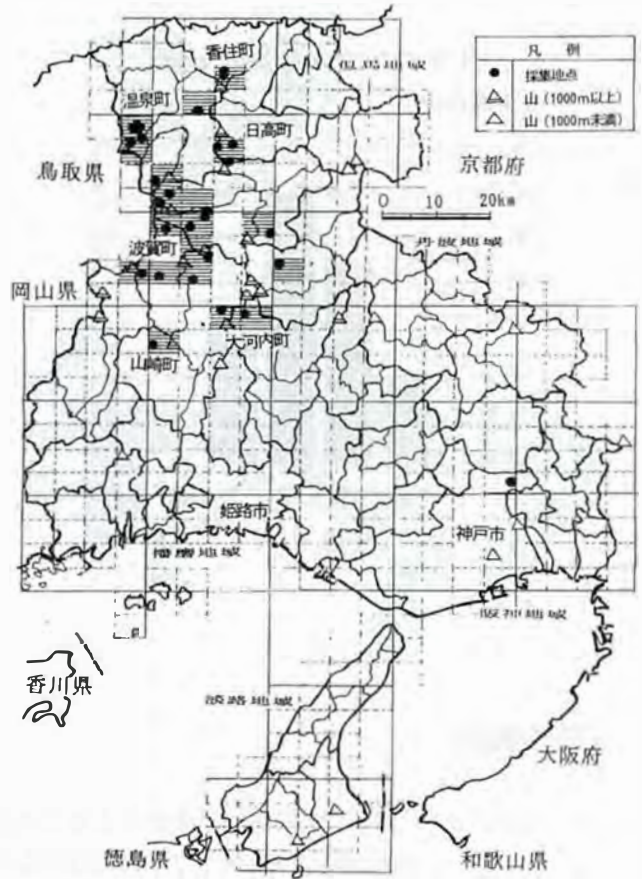 凡 例
採集地点
山 (1000m以上)
山 (1000m未満)
香住町
但馬地域
温泉町
日高町
鳥取県
京都府
0 10 20km
丹波地域
波賀町
岡山県
大河内町
山崎町
姫路市
神戸市
播磨地域
阪神地域
香川県
淡路地域
大阪府
徳島県
和歌山県